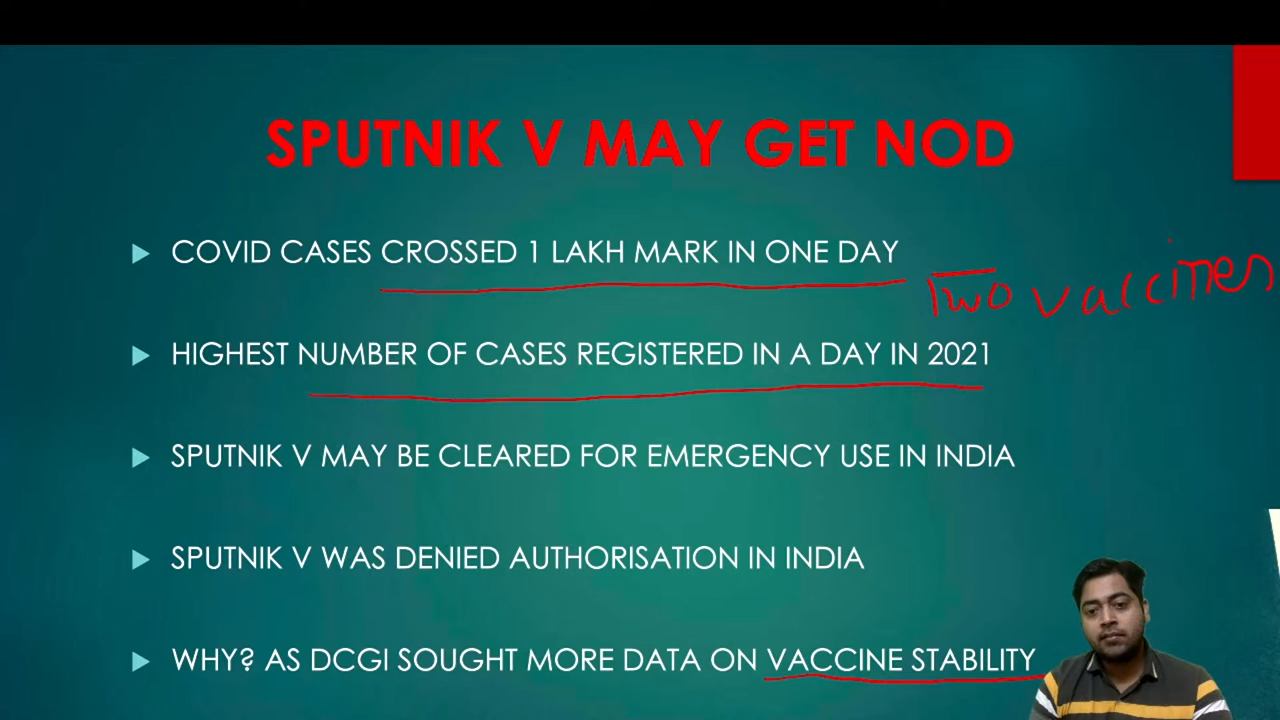 SPUTNIK V MAY GET NOD
COVID CASES CROSSED 1 LAKH MARK IN ONE DAY
Two vaccines
HIGHEST NUMBER OF CASES REGISTERED IN A DAY IN 2021
SPUTNIK V MAY BE CLEARED FOR EMERGENCY USE IN INDIA
SPUTNIK V WAS DENIED AUTHORISATION IN INDIA
WHY? AS DCGI SOUGHT MORE DATA ON VACCINE STABILITY